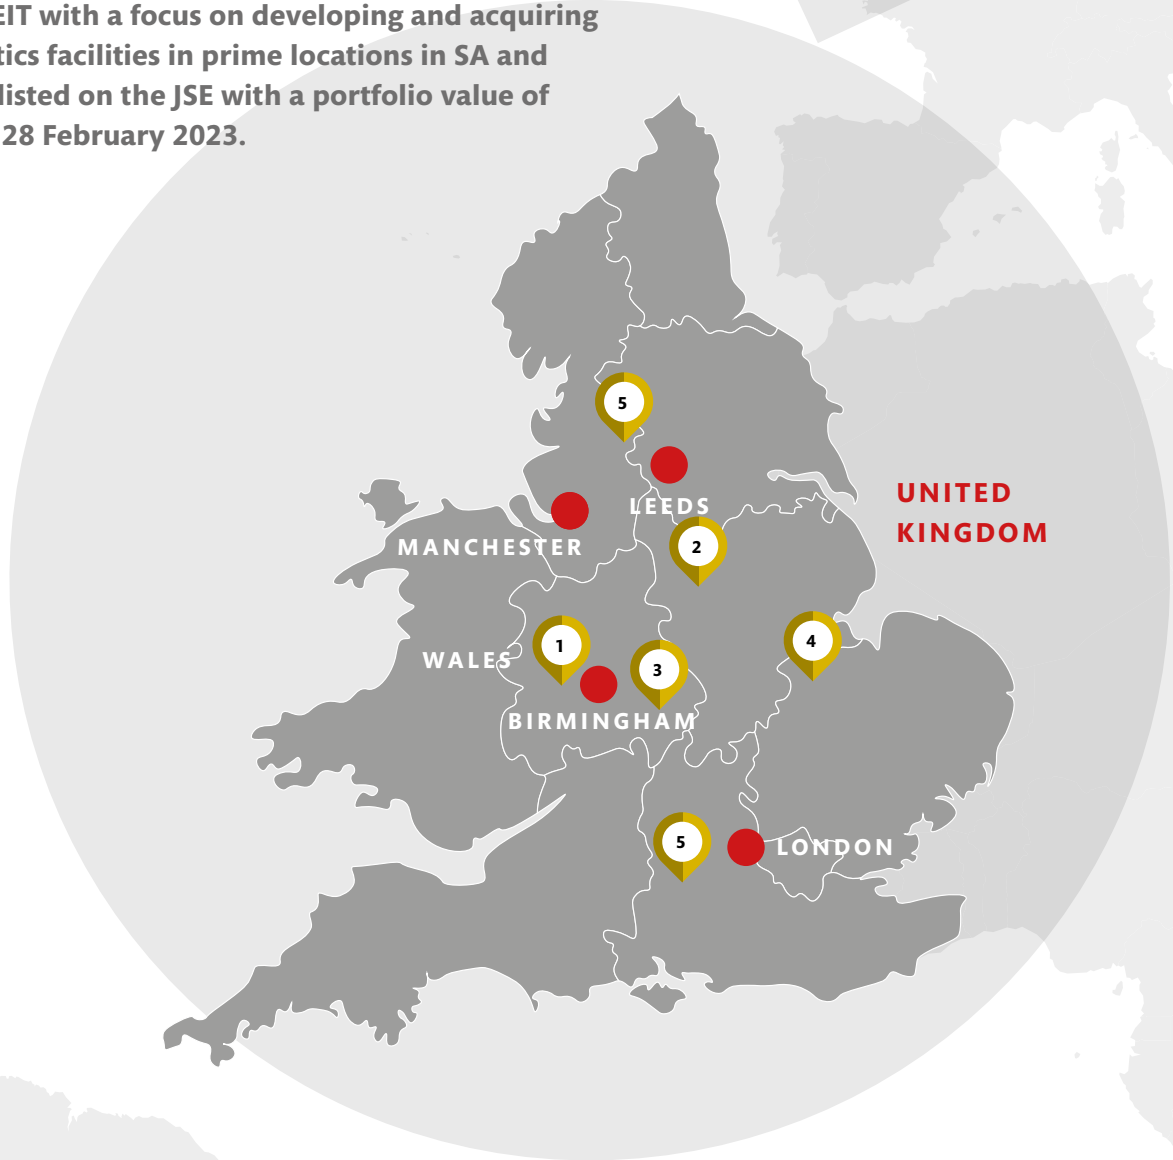 EIT with a focus on developing and acquiring
tics facilities in prime locations in SA and
listed on the JSE with a portfolio value of
28 February 2023.
5
UNITED
KINGDOM
LEEDS
MANCHESTER
2
1
4
WALES
3
BIRMINGHAM
5
LONDON